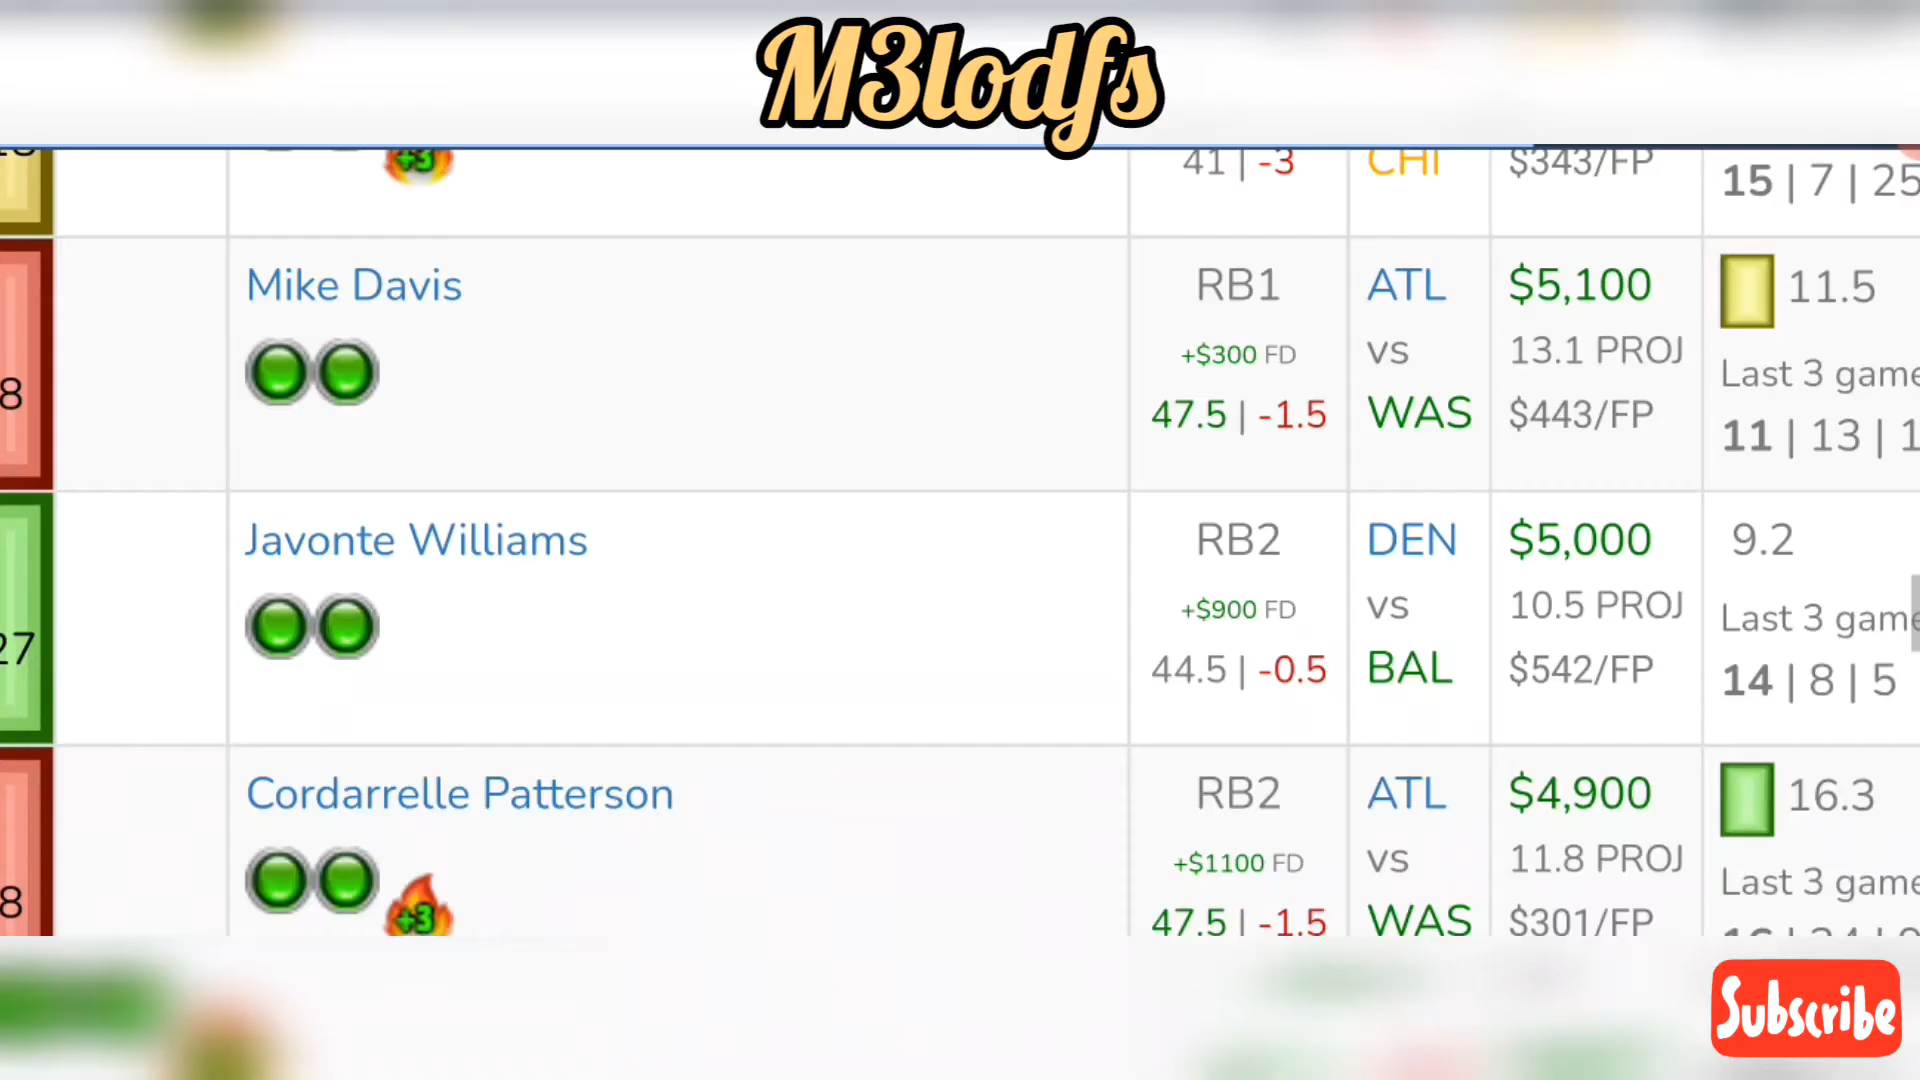 M3lodfs
+3
41 | -3
CHI
$343/FP
15 | 7 | 25
8
Mike Davis
RB1
+$300 FD
47.5 | -1.5
ATL
vs
WAS
$5,100
13.1 PROJ
$443/FP
11.5
Last 3 game
11 | 13 | 1
27
Javonte Williams
RB2
+$900 FD
44.5 | -0.5
DEN
vs
BAL
$5,000
10.5 PROJ
$542/FP
9.2
Last 3 game
14 | 8 | 5
8
Cordarrelle Patterson
+3
RB2
+$1100 FD
47.5 | -1.5
ATL
vs
WAS
$4,900
11.8 PROJ
$301/FP
16.3
Last 3 game
Subscribe